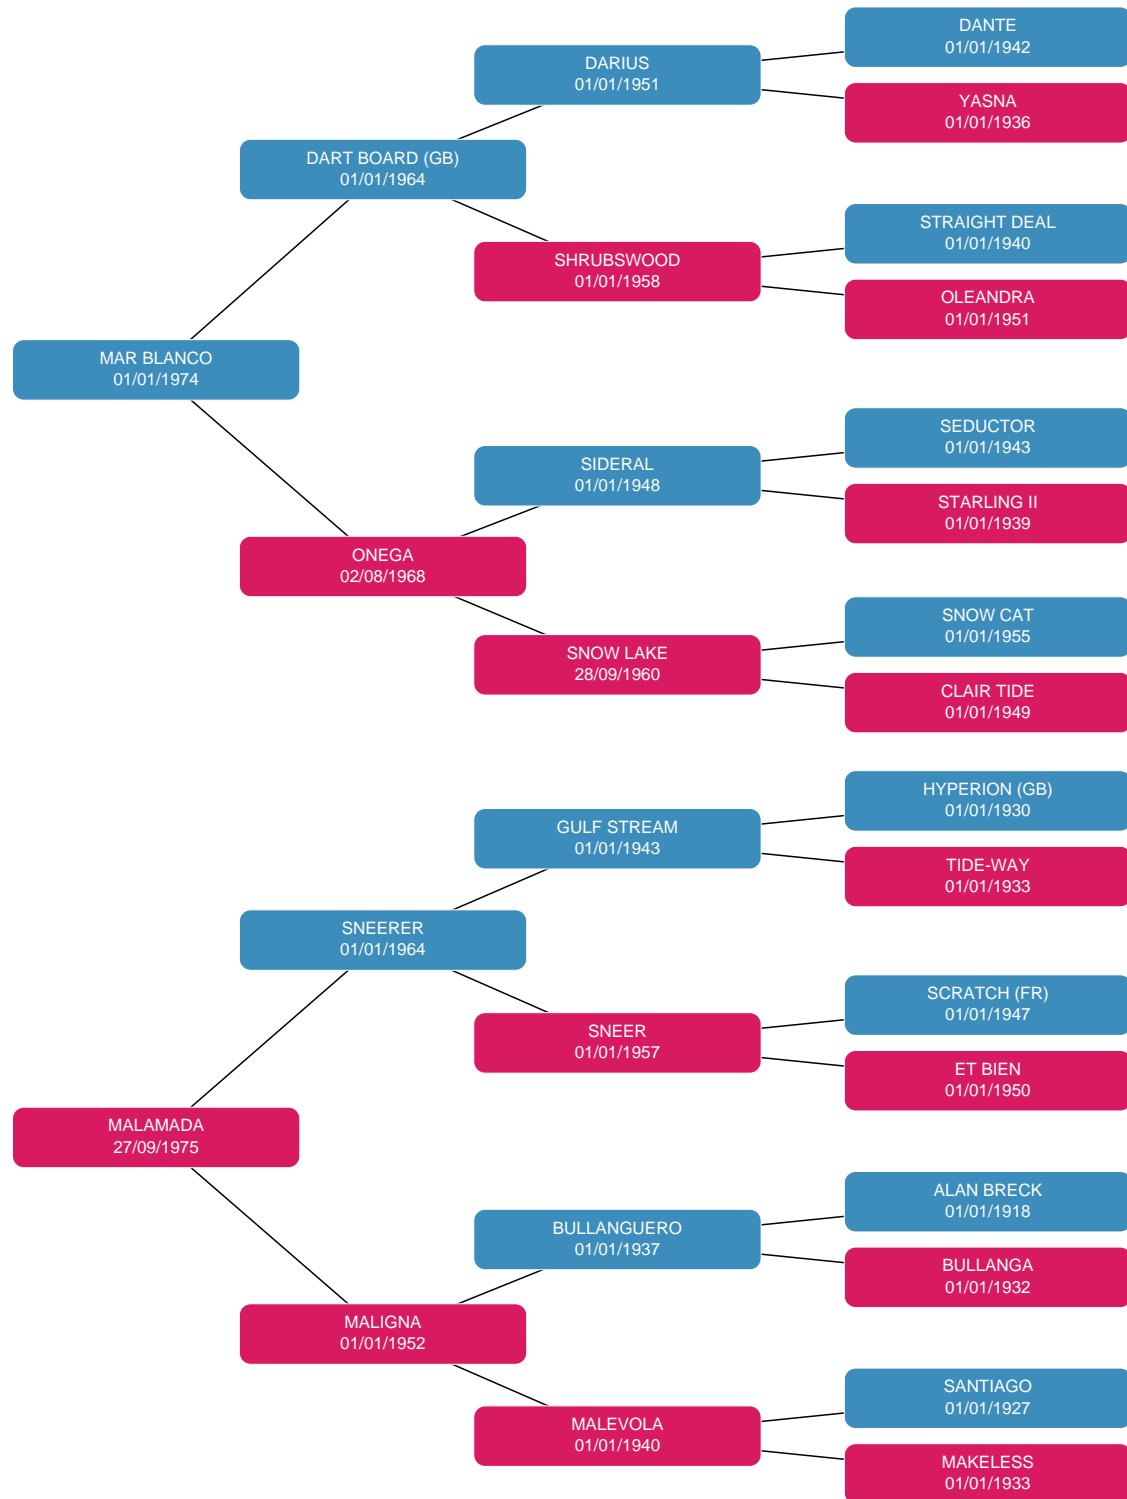 DANTE
01/01/1942
DARIUS
01/01/1951
YASNA
01/01/1936
DART BOARD (GB)
01/01/1964
STRAIGHT DEAL
01/01/1940
SHRUBSWOOD
01/01/1958
OLEANDRA
01/01/1951
MAR BLANCO
01/01/1974
SEDUCTOR
01/01/1943
SIDERAL
01/01/1948
STARLING II
01/01/1939
ONEGA
02/08/1968
SNOW CAT
01/01/1955
SNOW LAKE
28/09/1960
CLAIR TIDE
01/01/1949
HYPERION (GB)
01/01/1930
GULF STREAM
01/01/1943
TIDE-WAY
01/01/1933
SNEERER
01/01/1964
SCRATCH (FR)
01/01/1947
SNEER
01/01/1957
ET BIEN
01/01/1950
MALAMADA
27/09/1975
ALAN BRECK
01/01/1918
BULLANGUERO
01/01/1937
BULLANGA
01/01/1932
MALIGNA
01/01/1952
SANTIAGO
01/01/1927
MALEVOLA
01/01/1940
MAKELESS
01/01/1933